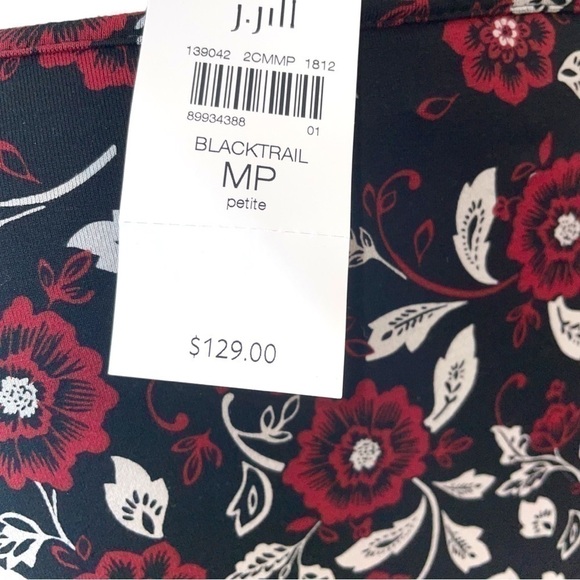 J.Jill
139042 2CMMP 1812
89934388 01
BLACKTRAIL
MP
petite
$129.00